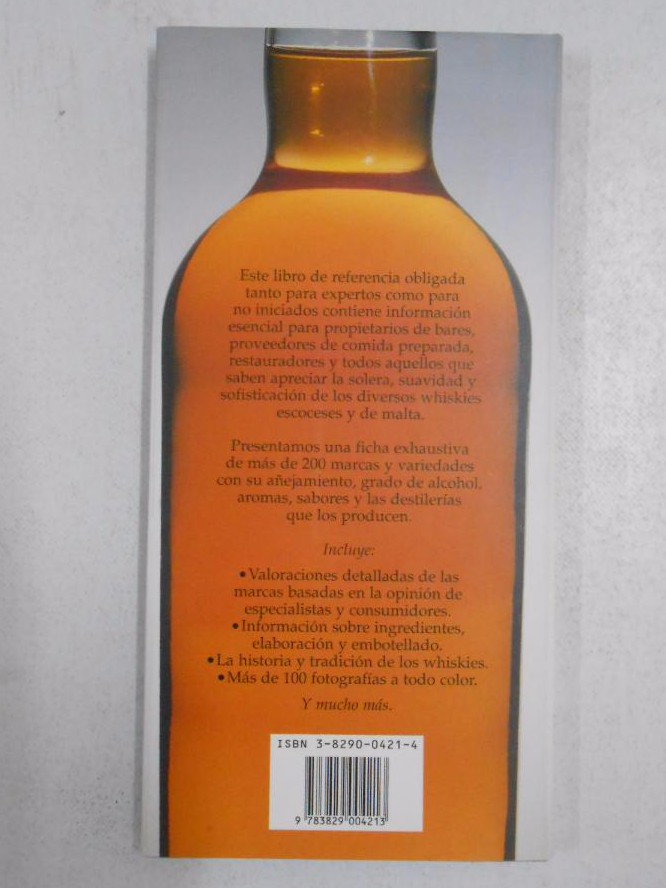 Este libro de referencia obligada
tanto para expertos como para
no iniciados contiene información
esencial para propietarios de bares,
proveedores de comida preparada,
restauradores y todos aquellos que
saben apreciar la solera, suavidad y
sofisticación de los diversos whiskies
escoceses y de malta.
Presentamos una ficha exhaustiva
de más de 200 marcas y variedades
con su añejamiento, grado de alcohol,
aromas, sabores y las destilerías
que los producen.
Incluye:
•Valoraciones detalladas de las
marcas basadas en la opinión de
especialistas y consumidores.
•Información sobre ingredientes,
elaboración y embotellado.
•La historia y tradición de los whiskies.
•Más de 100 fotografías a todo color.
Y mucho más.
ISBN 3-8290-0421-4
9 783829 004213